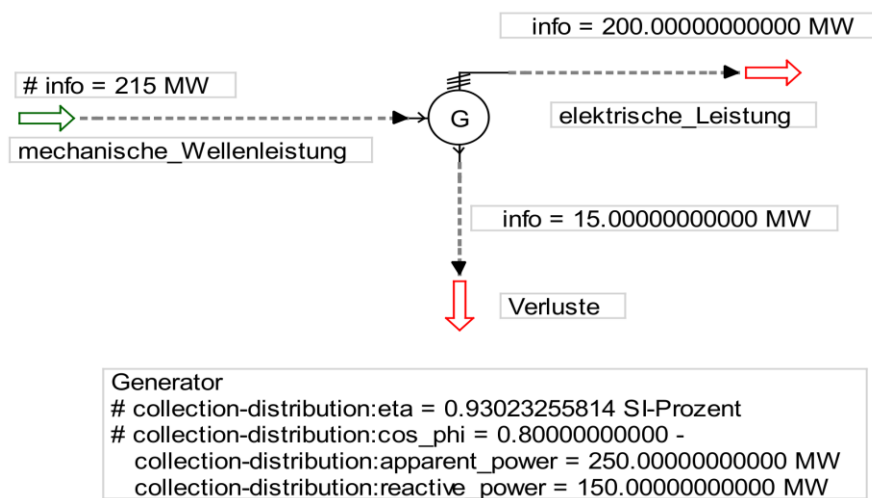 info = 200.00000000000 MW
# info = 215 MW
G
elektrische_Leistung
mechanische_Wellenleistung
info = 15.00000000000 MW
Verluste
Generator
# collection-distribution:eta = 0.93023255814 SI-Prozent
# collection-distribution:cos_phi = 0.80000000000 -
collection-distribution:apparent_power = 250.00000000000 MW
collection-distribution:reactive_power = 150.00000000000 MW